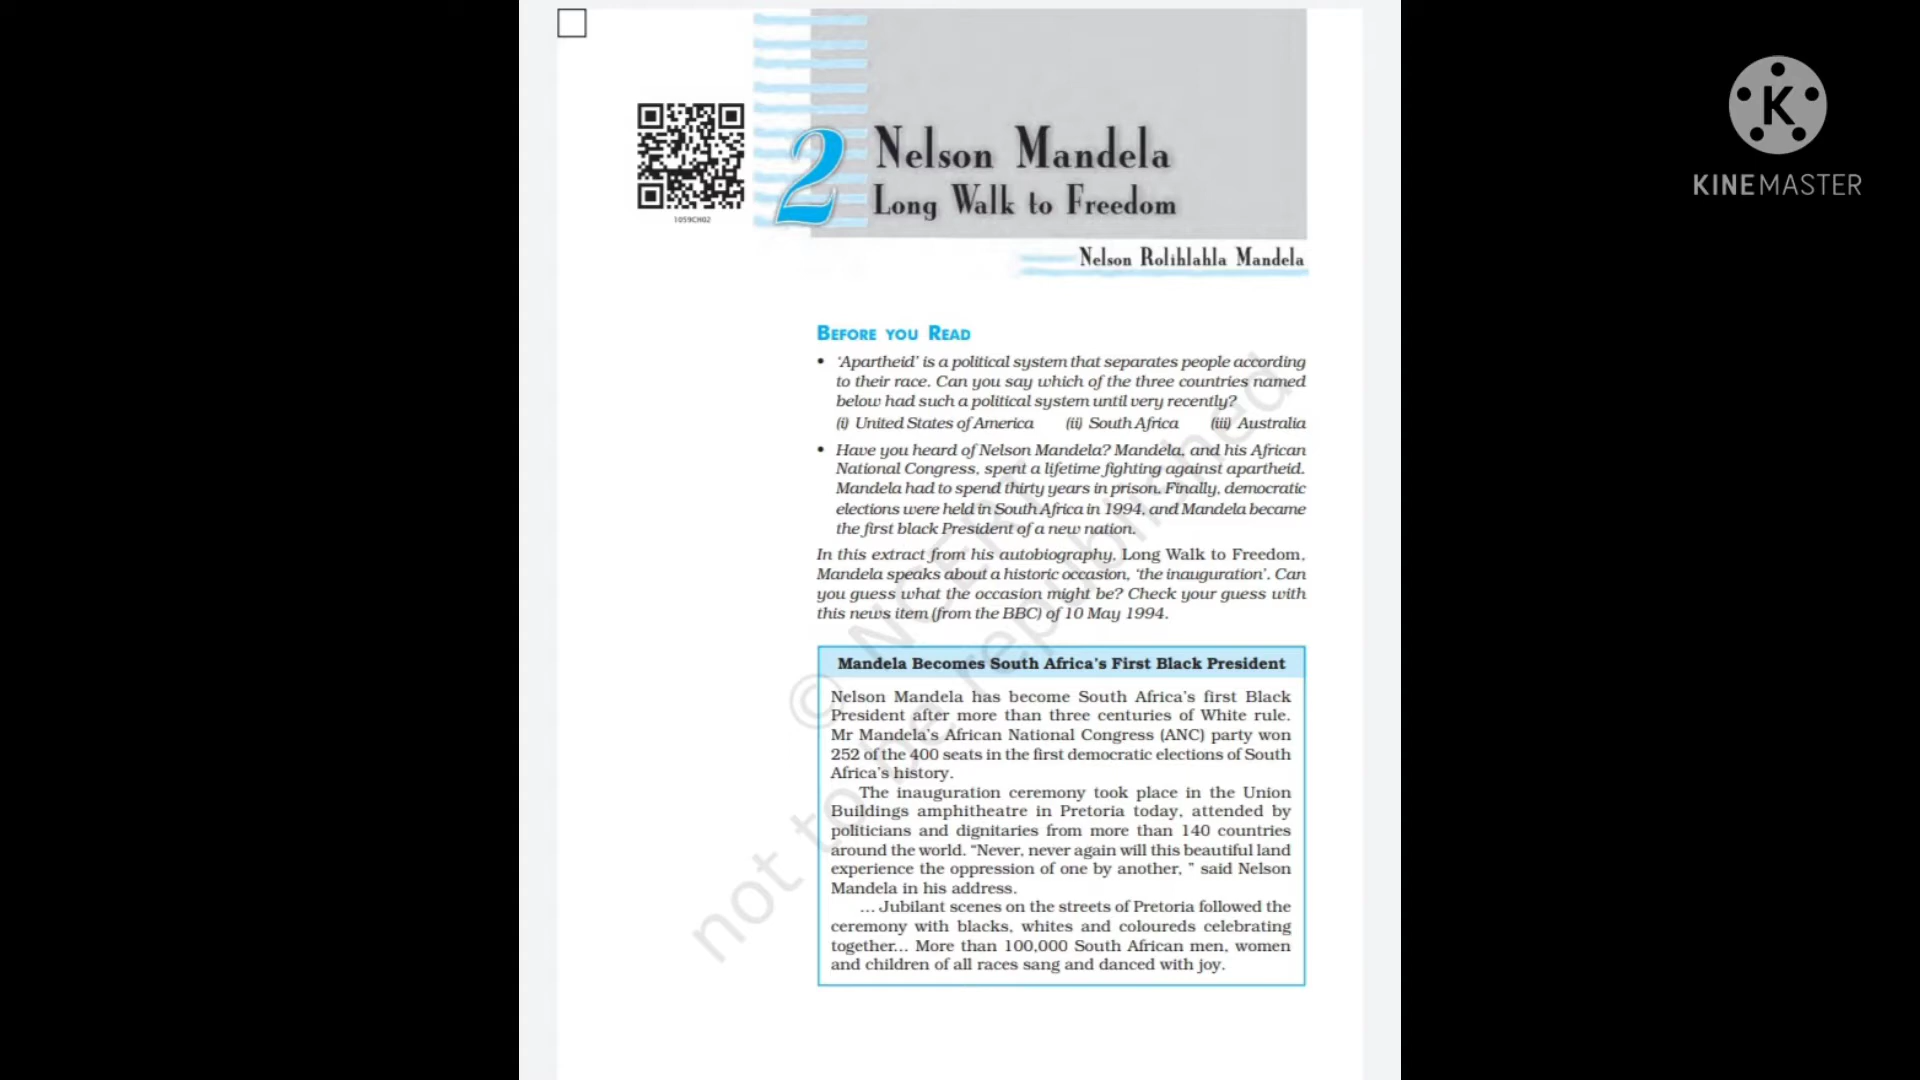 1059CH02
2
Nelson Mandela
Long Walk to Freedom
Nelson Rolihlahla Mandela
K
KINEMASTER
BEFORE YOU READ
• ‘Apartheid’ is a political system that separates people according
to their race. Can you say which of the three countries named
below had such a political system until very recently?
(i) United States of America (ii) South Africa (iii) Australia
• Have you heard of Nelson Mandela? Mandela, and his African
National Congress, spent a lifetime fighting against apartheid.
Mandela had to spend thirty years in prison. Finally, democratic
elections were held in South Africa in 1994, and Mandela became
the first black President of a new nation.
In this extract from his autobiography, Long Walk to Freedom,
Mandela speaks about a historic occasion, ‘the inauguration’. Can
you guess what the occasion might be? Check your guess with
this news item (from the BBC) of 10 May 1994.
Mandela Becomes South Africa’s First Black President
Nelson Mandela has become South Africa’s first Black
President after more than three centuries of White rule.
Mr Mandela’s African National Congress (ANC) party won
252 of the 400 seats in the first democratic elections of South
Africa’s history.
The inauguration ceremony took place in the Union
Buildings amphitheatre in Pretoria today, attended by
politicians and dignitaries from more than 140 countries
around the world. “Never, never again will this beautiful land
experience the oppression of one by another, ” said Nelson
Mandela in his address.
... Jubilant scenes on the streets of Pretoria followed the
ceremony with blacks, whites and coloureds celebrating
together... More than 100,000 South African men, women
and children of all races sang and danced with joy.
© NCERT
not to be republished